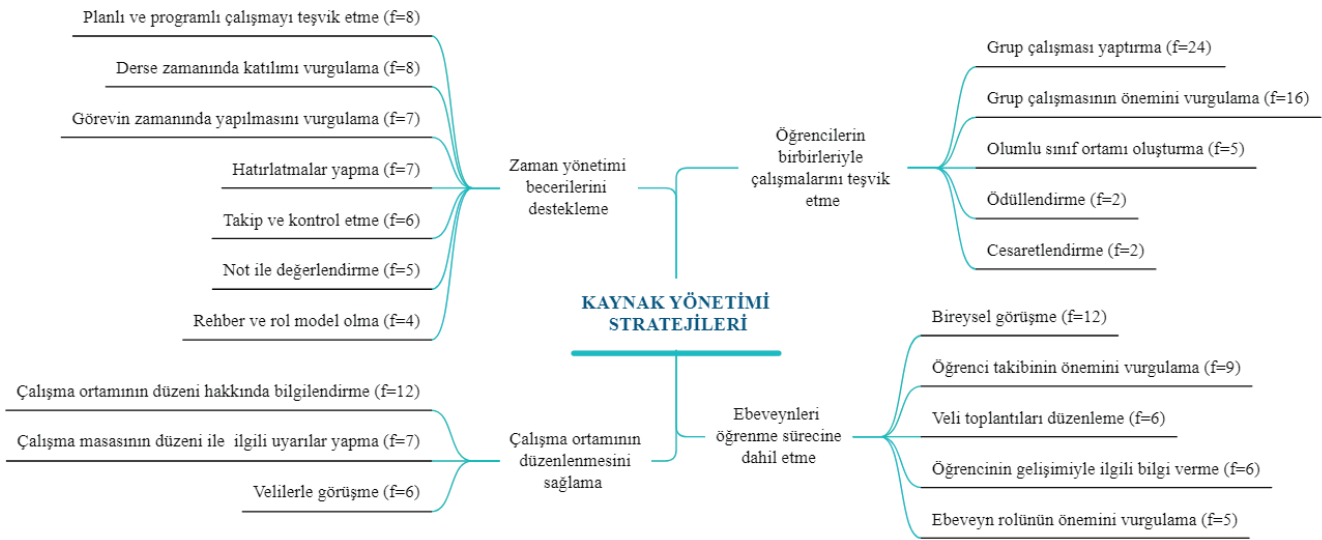 KAYNAK YÖNETİMİ
STRATEJİLERİ
Zaman yönetimi
becerilerini
destekleme
Planlı ve programlı çalışmayı teşvik etme (f=8)
Derse zamanında katılımı vurgulama (f=8)
Görevin zamanında yapılmasını vurgulama (f=7)
Hatırlatmalar yapma (f=7)
Takip ve kontrol etme (f=6)
Not ile değerlendirme (f=5)
Rehber ve rol model olma (f=4)
Çalışma ortamının
düzenlenmesini
sağlama
Çalışma ortamının düzeni hakkında bilgilendirme (f=12)
Çalışma masasının düzeni ile ilgili uyarılar yapma (f=7)
Velilerle görüşme (f=6)
Öğrencilerin
birbirleriyle
çalışmalarını teşvik
etme
Grup çalışması yaptırma (f=24)
Grup çalışmasının önemini vurgulama (f=16)
Olumlu sınıf ortamı oluşturma (f=5)
Ödüllendirme (f=2)
Cesaretlendirme (f=2)
Ebeveynleri
öğrenme sürecine
dahil etme
Bireysel görüşme (f=12)
Öğrenci takibinin önemini vurgulama (f=9)
Veli toplantıları düzenleme (f=6)
Öğrencinin gelişimiyle ilgili bilgi verme (f=6)
Ebeveyn rolünün önemini vurgulama (f=5)